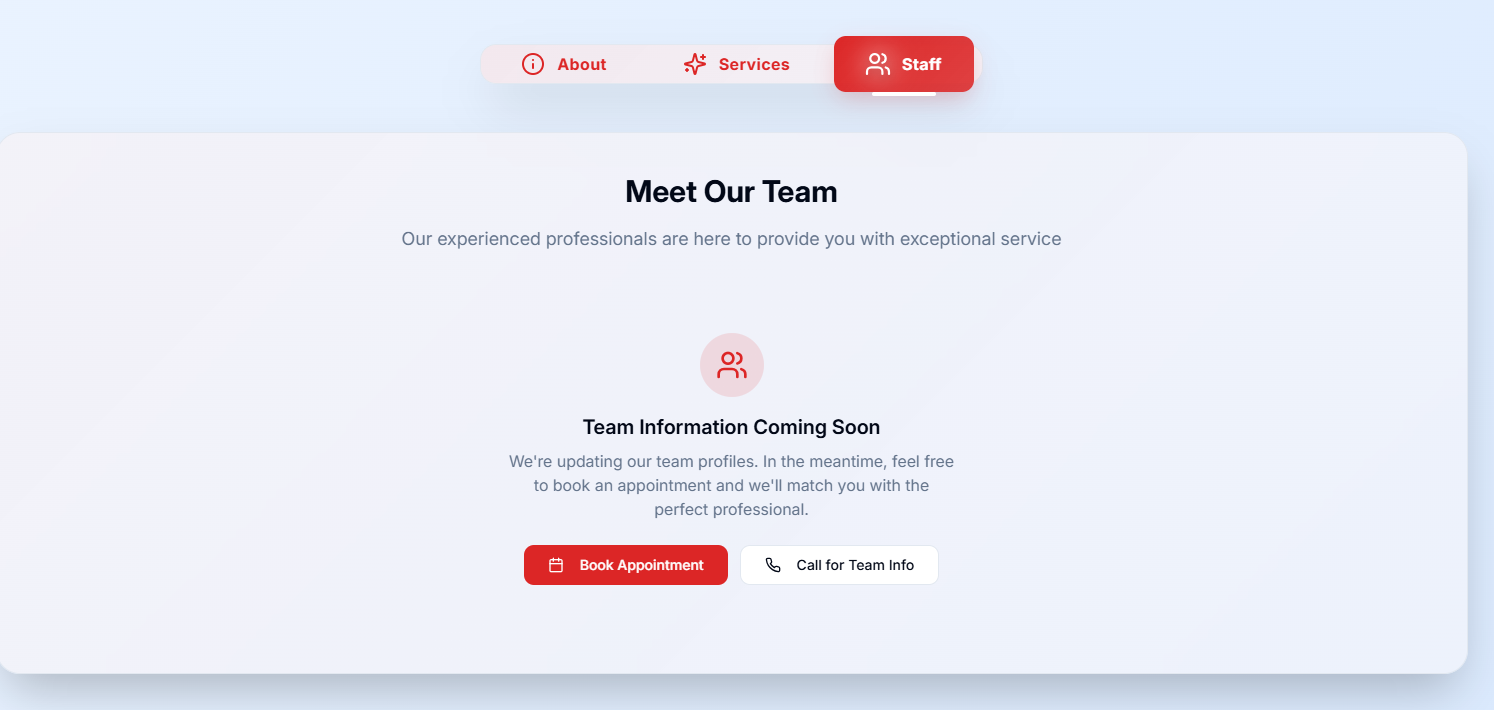 About
Services
Staff
Meet Our Team
Our experienced professionals are here to provide you with exceptional service
Team Information Coming Soon
We're updating our team profiles. In the meantime, feel free
to book an appointment and we'll match you with the
perfect professional.
Book Appointment
Call for Team Info